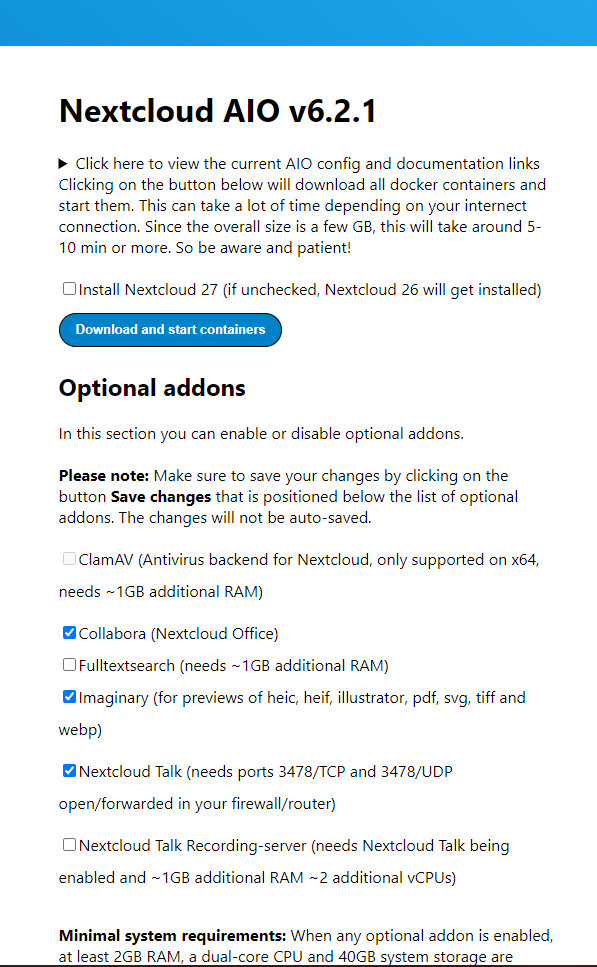 Nextcloud AIO v6.2.1
Click here to view the current AIO config and documentation links
Clicking on the button below will download all docker containers and
start them. This can take a lot of time depending on your internect
connection. Since the overall size is a few GB, this will take around 5-
10 min or more. So be aware and patient!
Install Nextcloud 27 (if unchecked, Nextcloud 26 will get installed)
Download and start containers
Optional addons
In this section you can enable or disable optional addons.
Please note: Make sure to save your changes by clicking on the
button Save changes that is positioned below the list of optional
addons. The changes will not be auto-saved.
ClamAV (Antivirus backend for Nextcloud, only supported on x64,
needs ~1GB additional RAM)
Collabora (Nextcloud Office)
Fulltextsearch (needs ~1GB additional RAM)
Imaginary (for previews of heic, heif, illustrator, pdf, svg, tiff and
webp)
Nextcloud Talk (needs ports 3478/TCP and 3478/UDP
open/forwarded in your firewall/router)
Nextcloud Talk Recording-server (needs Nextcloud Talk being
enabled and ~1GB additional RAM ~2 additional vCPUs)
Minimal system requirements: When any optional addon is enabled,
at least 2GB RAM, a dual-core CPU and 40GB system storage are